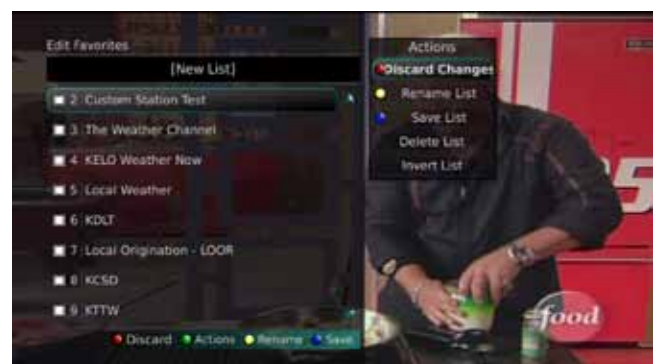 Edit Favorites
[New List]
2 Custom Station Test
3 The Weather Channel
4 KELO Weather Now
5 Local Weather
6 KDLT
7 Local Origination - LOOR
8 KCSD
9 KTTW
Discard Actions Rename Save
Actions
Discard Changes
Rename List
Save List
Delete List
Invert List
5
food